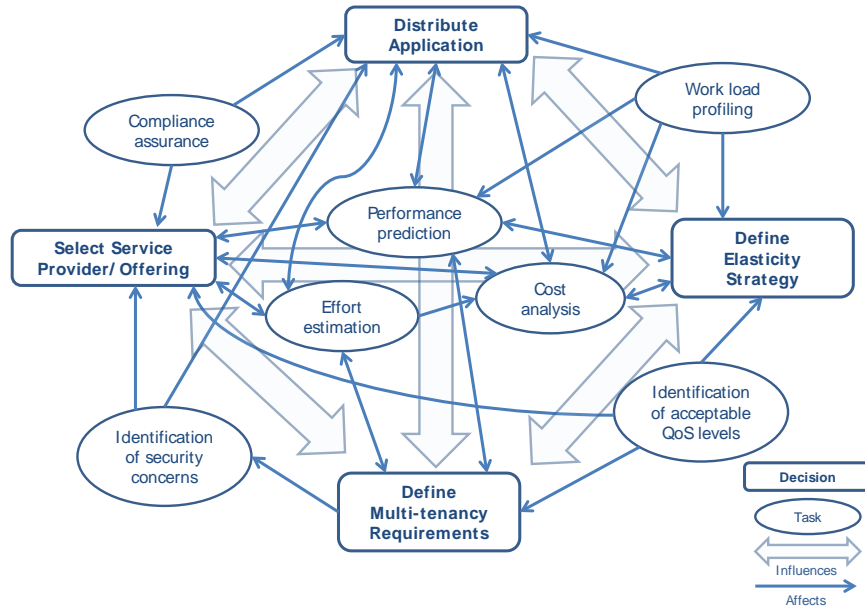 Distribute
Application
Work load
profiling
Compliance
assurance
Performance
prediction
Select Service
Provider/ Offering
Define
Elasticity
Strategy
Effort
estimation
Cost
analysis
Identification
of acceptable
QoS levels
Identification
of security
concerns
Define
Multi-tenancy
Requirements
Decision
Task
Influences
Affects